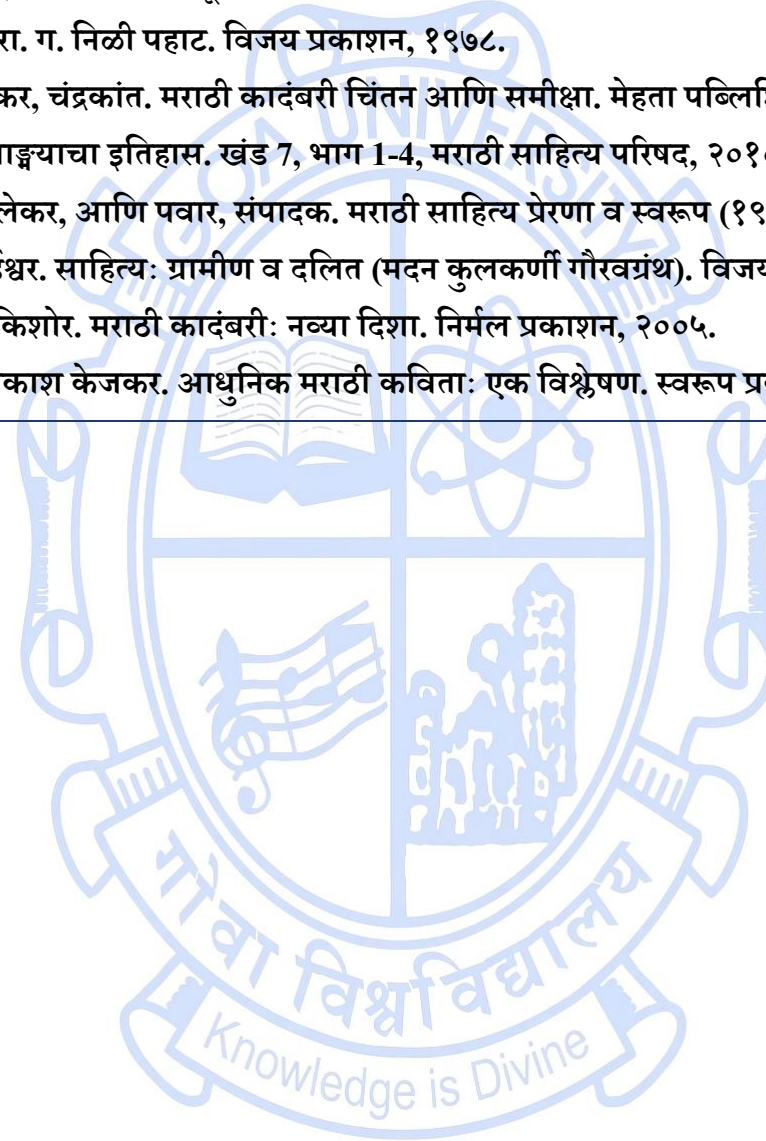 रा. ग. निळी पहाट. विजय प्रकाशन, १९७८.
कर, चंद्रकांत. मराठी कादंबरी चिंतन आणि समीक्षा. मेहता पब्लिशि
ाङ्मयाचा इतिहास. खंड 7, भाग 1-4, मराठी साहित्य परिषद, २०१
लेकर, आणि पवार, संपादक. मराठी साहित्य प्रेरणा व स्वरूप (१९
श्वर. साहित्यः ग्रामीण व दलित (मदन कुलकर्णी गौरवग्रंथ). विजय
किशोर. मराठी कादंबरीः नव्या दिशा. निर्मल प्रकाशन, २००५.
काश केजकर. आधुनिक मराठी कविताः एक विश्लेषण. स्वरूप प्र
GOA UNIVERSITY
गोंवा विश्वविद्यालय
Knowledge is Divine